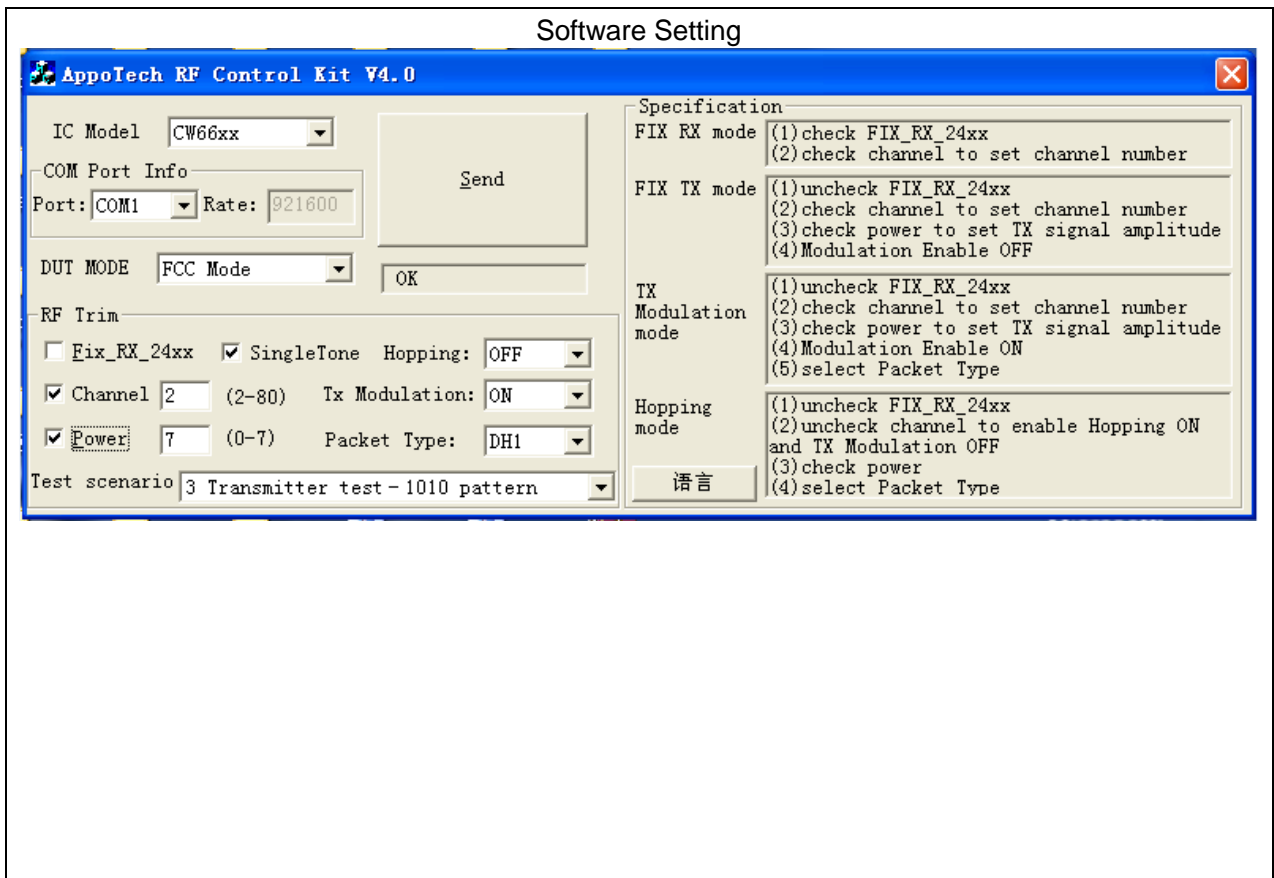 Software Setting
AppoTech RF Control Kit V4.0
IC Model CW66xx
COM Port Info
Port: COM1 Rate: 921600
Send
DUT MODE FCC Mode
OK
RF Trim
Fix_RX_24xx SingleTone Hopping: OFF
Channel 2 (2-80) Tx Modulation: ON
Power 7 (0-7) Packet Type: DH1
Test scenario 3 Transmitter test - 1010 pattern
Specification
FIX RX mode (1)check FIX_RX_24xx
(2)check channel to set channel number
FIX TX mode (1)uncheck FIX_RX_24xx
(2)check channel to set channel number
(3)check power to set TX signal amplitude
(4)Modulation Enable OFF
TX
Modulation
mode
(1)uncheck FIX_RX_24xx
(2)check channel to set channel number
(3)check power to set TX signal amplitude
(4)Modulation Enable ON
(5)select Packet Type
Hopping
mode
(1)uncheck FIX_RX_24xx
(2)uncheck channel to enable Hopping ON
and TX Modulation OFF
(3)check power
(4)select Packet Type
语言